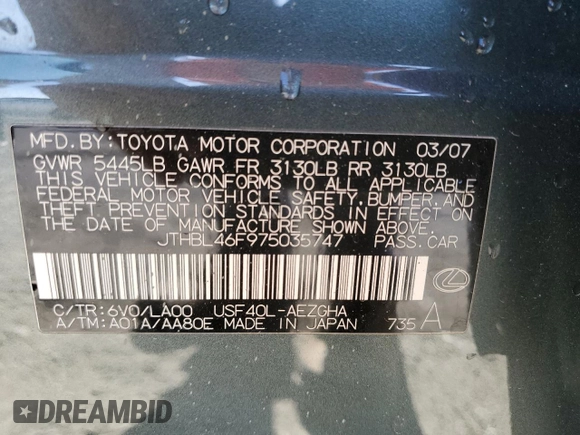 MFD.BY:TOYOTA MOTOR CORPORATION 03/07
GVWR 5445LB GAWR FR 3130LB RR 3130LB
THIS VEHICLE CONFORMS TO ALL APPLICABLE
FEDERAL MOTOR VEHICLE SAFETY,BUMPER,AND
THEFT PREVENTION STANDARDS IN EFFECT ON
THE DATE OF MANUFACTURE SHOWN ABOVE.
JTHBL46F975035747 PASS.CAR
C/TR:6V0/LA00 USF40L-AEZGHA
A/TM:A01A/AA80E MADE IN JAPAN 735 A
DREAMBID